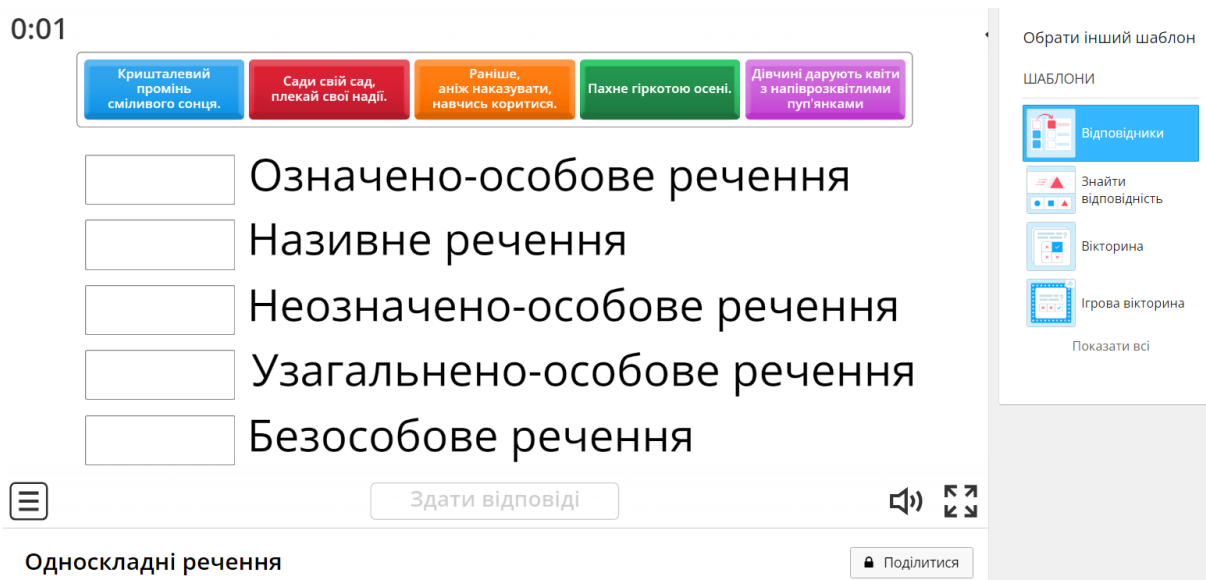 0:01
Кришталевий
промінь
сміливого сонця.
Сади свій сад,
плекай свої надії.
Раніше,
аніж наказувати,
навчись коритися.
Пахне гіркотою осені.
Дівчині дарують квіти
з напіврозквітлими
пуп'янками
Означено-особове речення
Називне речення
Неозначено-особове речення
Узагальнено-особове речення
Безособове речення
Здати відповіді
Односкладні речення
Поділитися
Обрати інший шаблон
ШАБЛОНИ
Відповідники
Знайти
відповідність
Вікторина
Ігрова вікторина
Показати всі